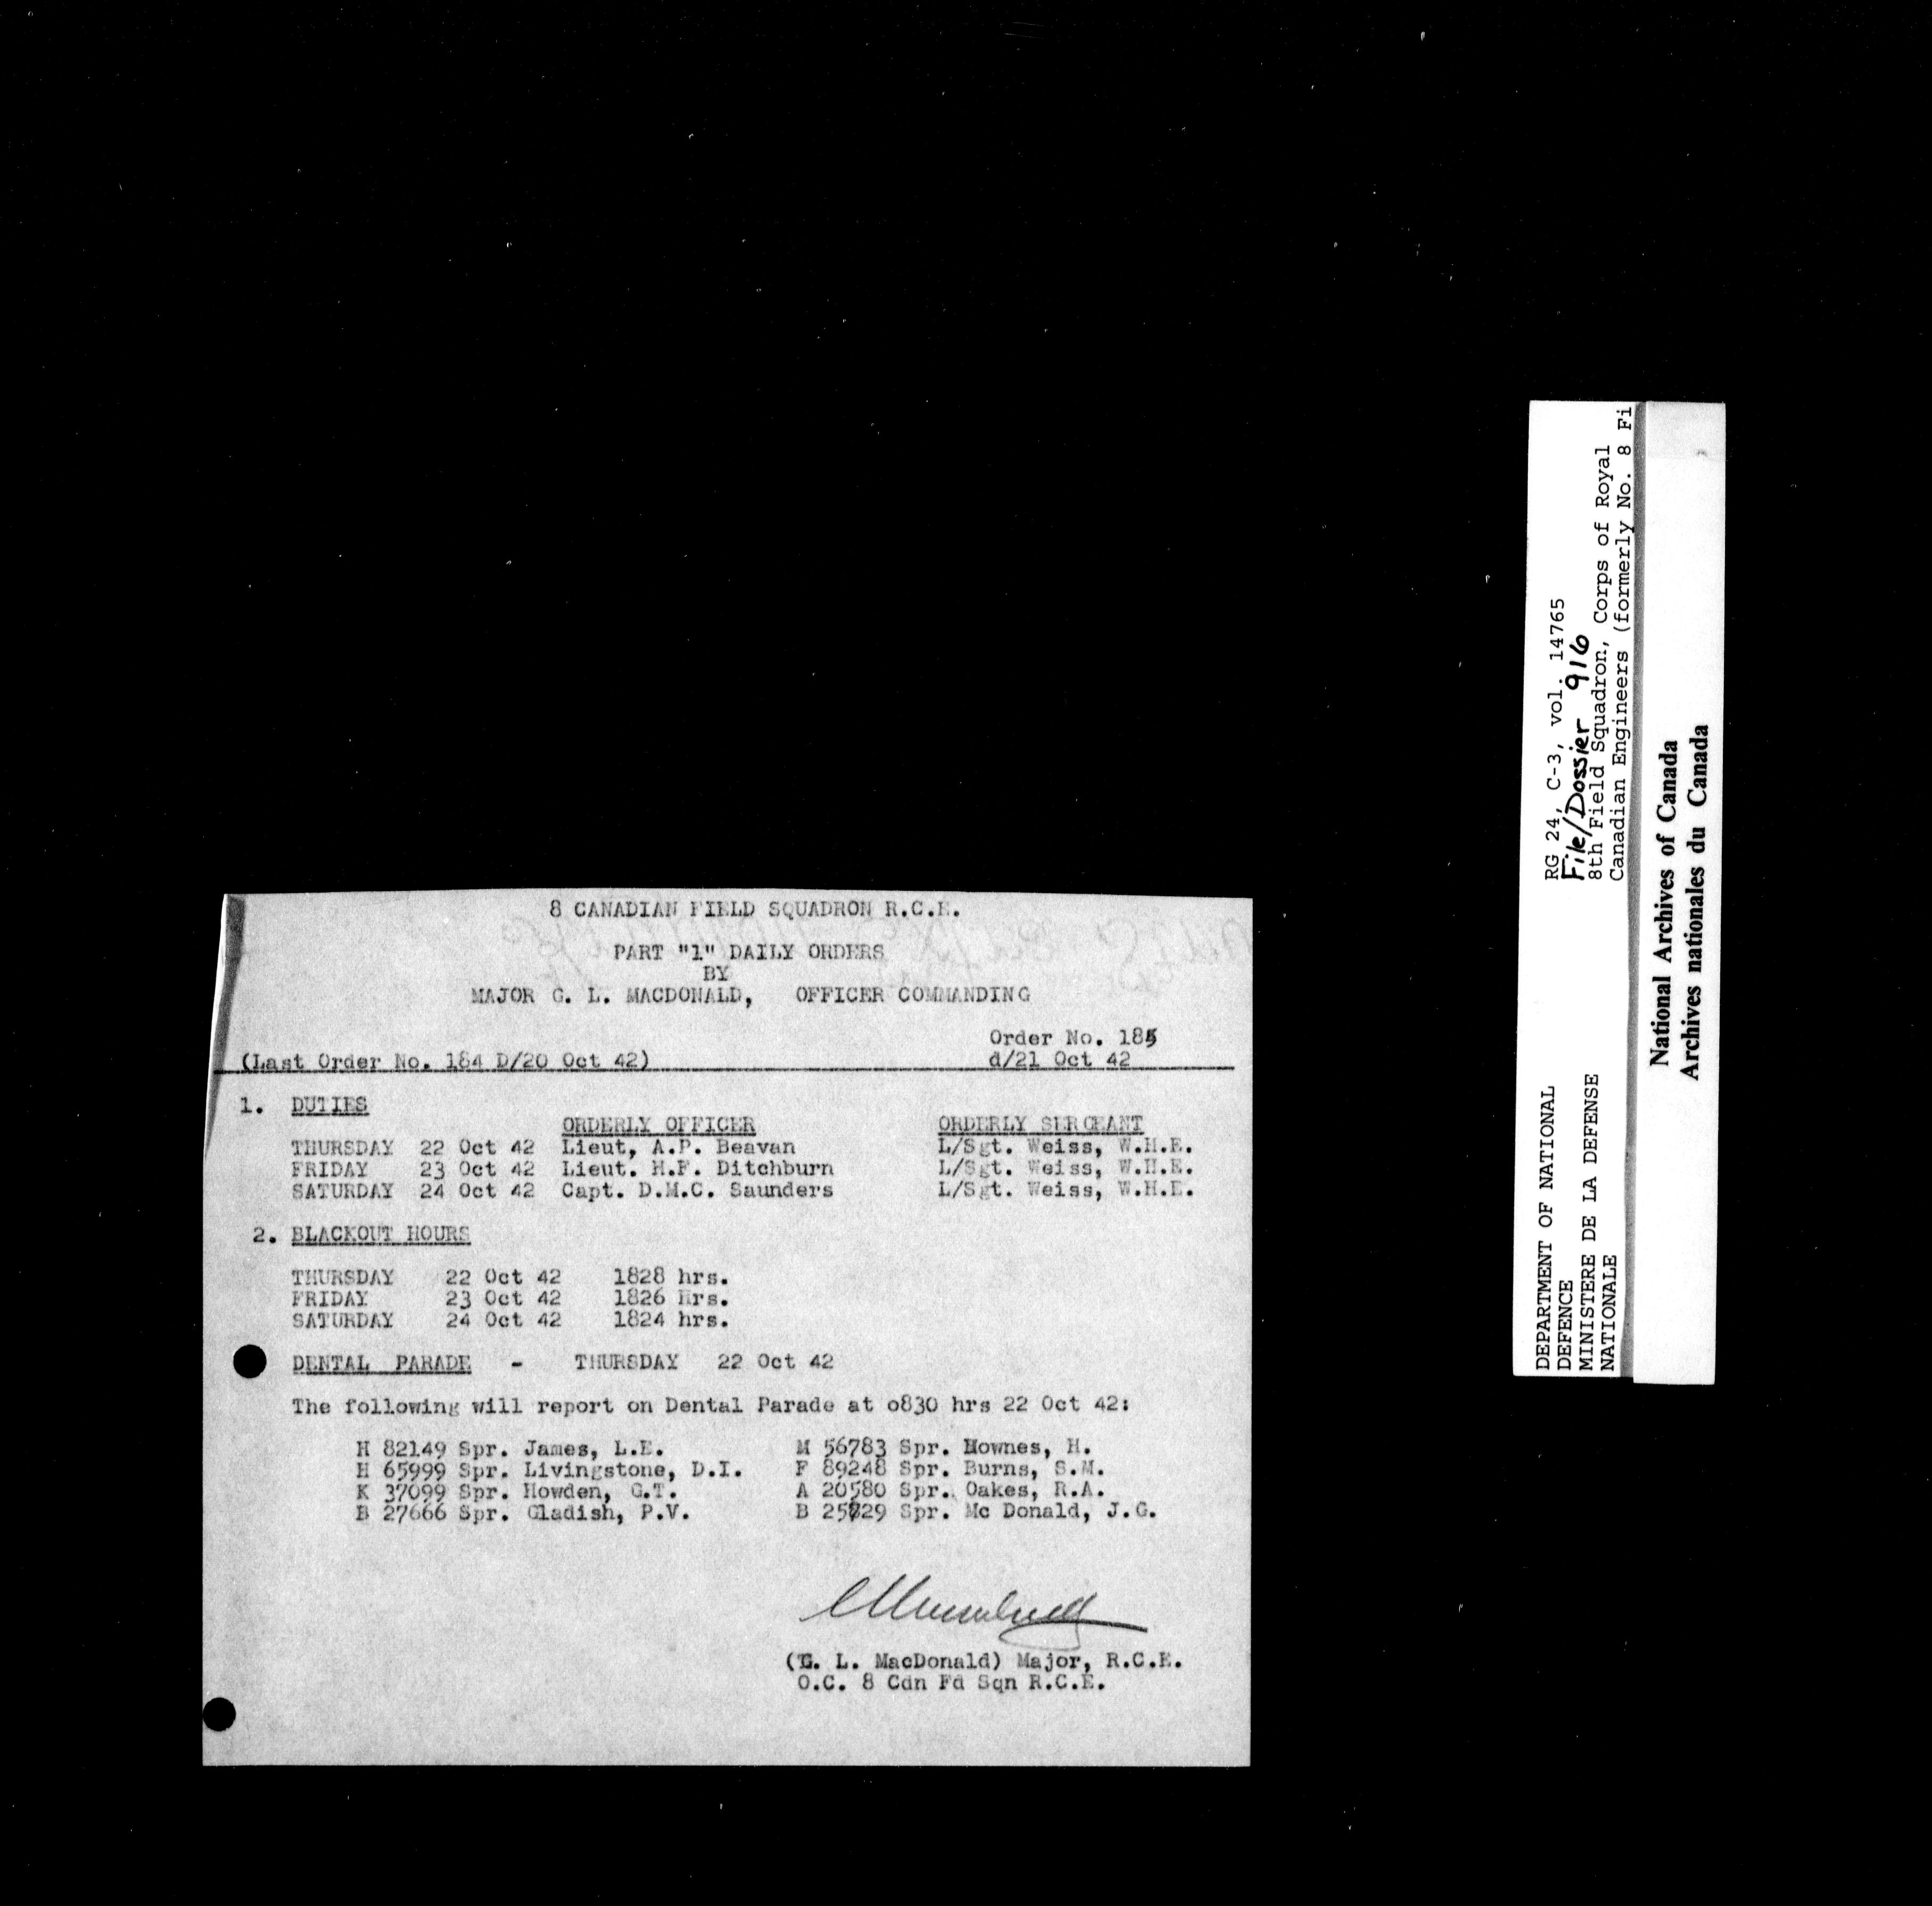 8 CANADIAN FIELD SQUADRON R.C.E.
PART "1" DAILY ORDERS
BY
MAJOR G. L. MACDONALD, OFFICER COMMANDING
Order No. 185
(Last Order No. 184 D/20 Oct 42) d/21 Oct 42
1. DUTIES
ORDERLY OFFICER ORDERLY SERGEANT
THURSDAY 22 Oct 42 Lieut, A.P. Beavan L/Sgt. Weiss, W.H.E.
FRIDAY 23 Oct 42 Lieut. H.F. Ditchburn L/Sgt. Weiss, W.H.E.
SATURDAY 24 Oct 42 Capt. D.M.C. Saunders L/Sgt. Weiss, W.H.E.
2. BLACKOUT HOURS
THURSDAY 22 Oct 42 1828 hrs.
FRIDAY 23 Oct 42 1826 Hrs.
SATURDAY 24 Oct 42 1824 hrs.
DENTAL PARADE - THURSDAY 22 Oct 42
The following will report on Dental Parade at o830 hrs 22 Oct 42:
H 82149 Spr. James, L.E. M 56783 Spr. Hownes, H.
H 65999 Spr. Livingstone, D.I. F 89248 Spr. Burns, S.M.
K 37099 Spr. Howden, G.T. A 20580 Spr. Oakes, R.A.
B 27666 Spr. Gladish, P.V. B 25829 Spr. Mc Donald, J.G.
(G. L. MacDonald) Major, R.C.E.
O.C. 8 Cdn Fd Sqn R.C.E.
RG 24, C-3, vol. 14765
File/Dossier 916
8th Field Squadron, Corps of Royal
Canadian Engineers (formerly No. 8 Fi
DEPARTMENT OF NATIONAL
DEFENCE
MINISTERE DE LA DEFENSE
NATIONALE
National Archives of Canada
Archives nationales du Canada